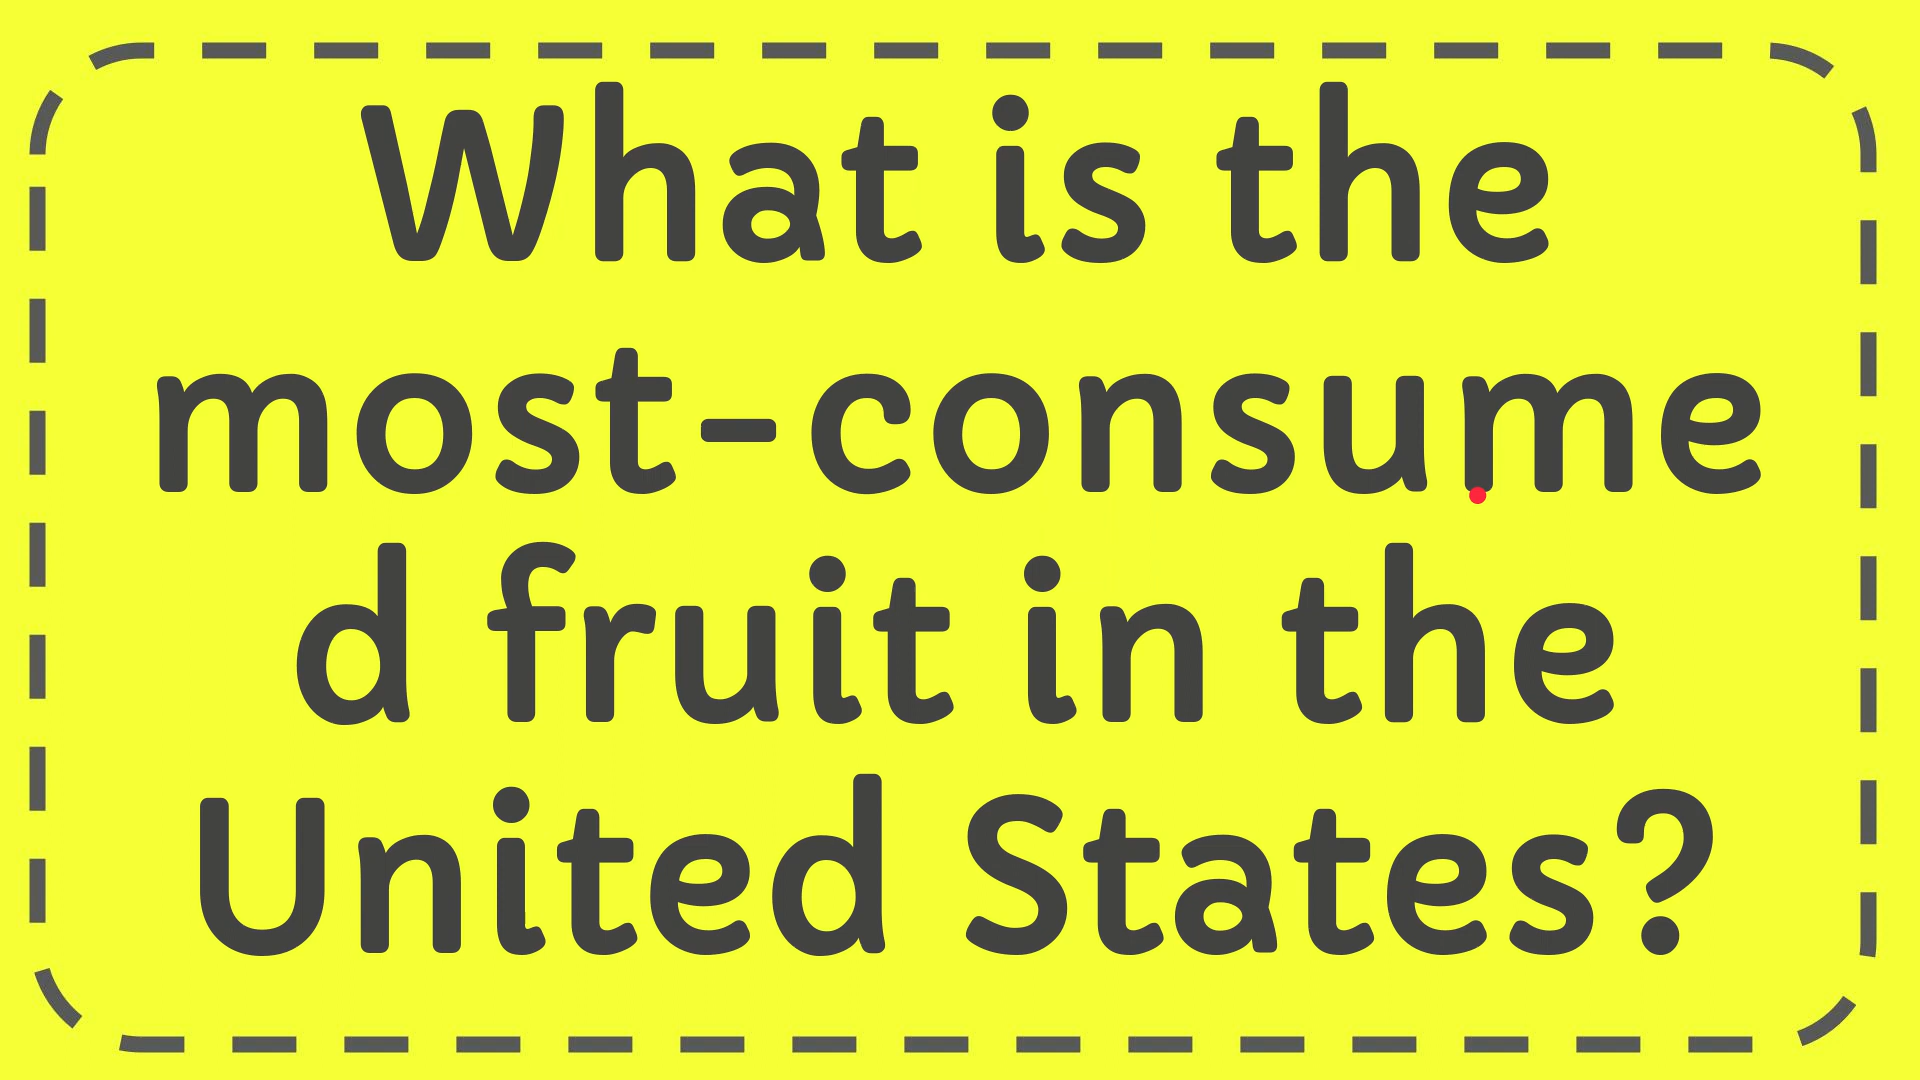 What is the
most-consume
d fruit in the
United States?